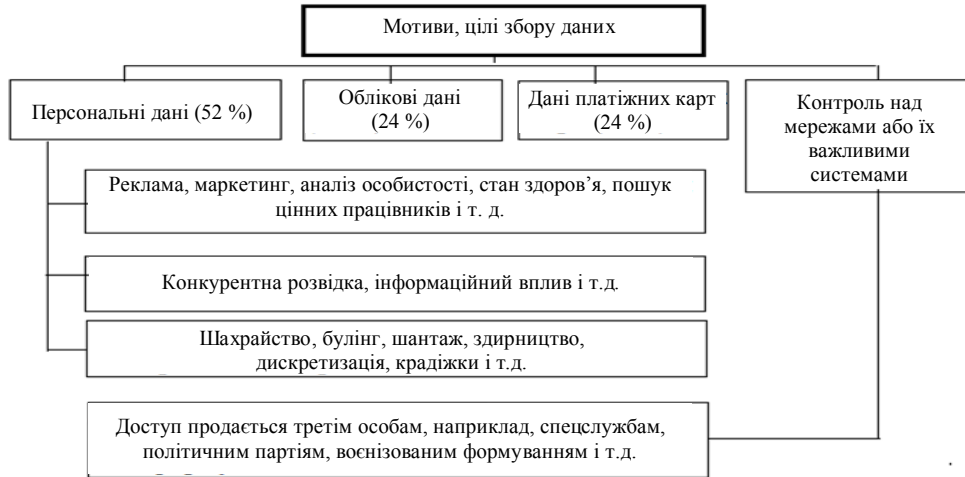 Мотиви, цілі збору даних
Персональні дані (52 %)
Облікові дані
(24 %)
Дані платіжних карт
(24 %)
Контроль над
мережами або їх
важливими
системами
Реклама, маркетинг, аналіз особистості, стан здоров’я, пошук
цінних працівників і т. д.
Конкурентна розвідка, інформаційний вплив і т.д.
Шахрайство, булінг, шантаж, здирництво,
дискретизація, крадіжки і т.д.
Доступ продається третім особам, наприклад, спецслужбам,
політичним партіям, воєнізованим формуванням і т.д.